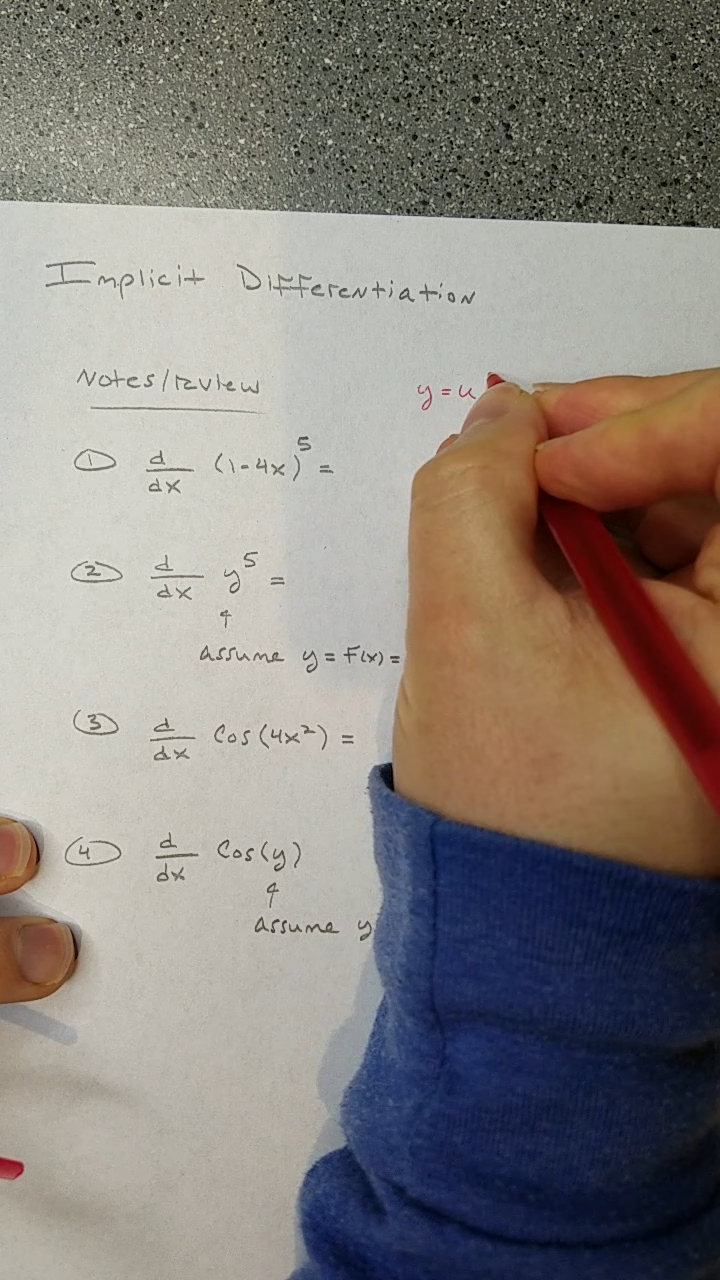 Implicit Differentiation
Notes/review
y = u
① d/dx (1-4x)^5 =
② d/dx y^5 =
assume y = F(x) =
③ d/dx Cos(4x²) =
④ d/dx Cos(y)
assume y